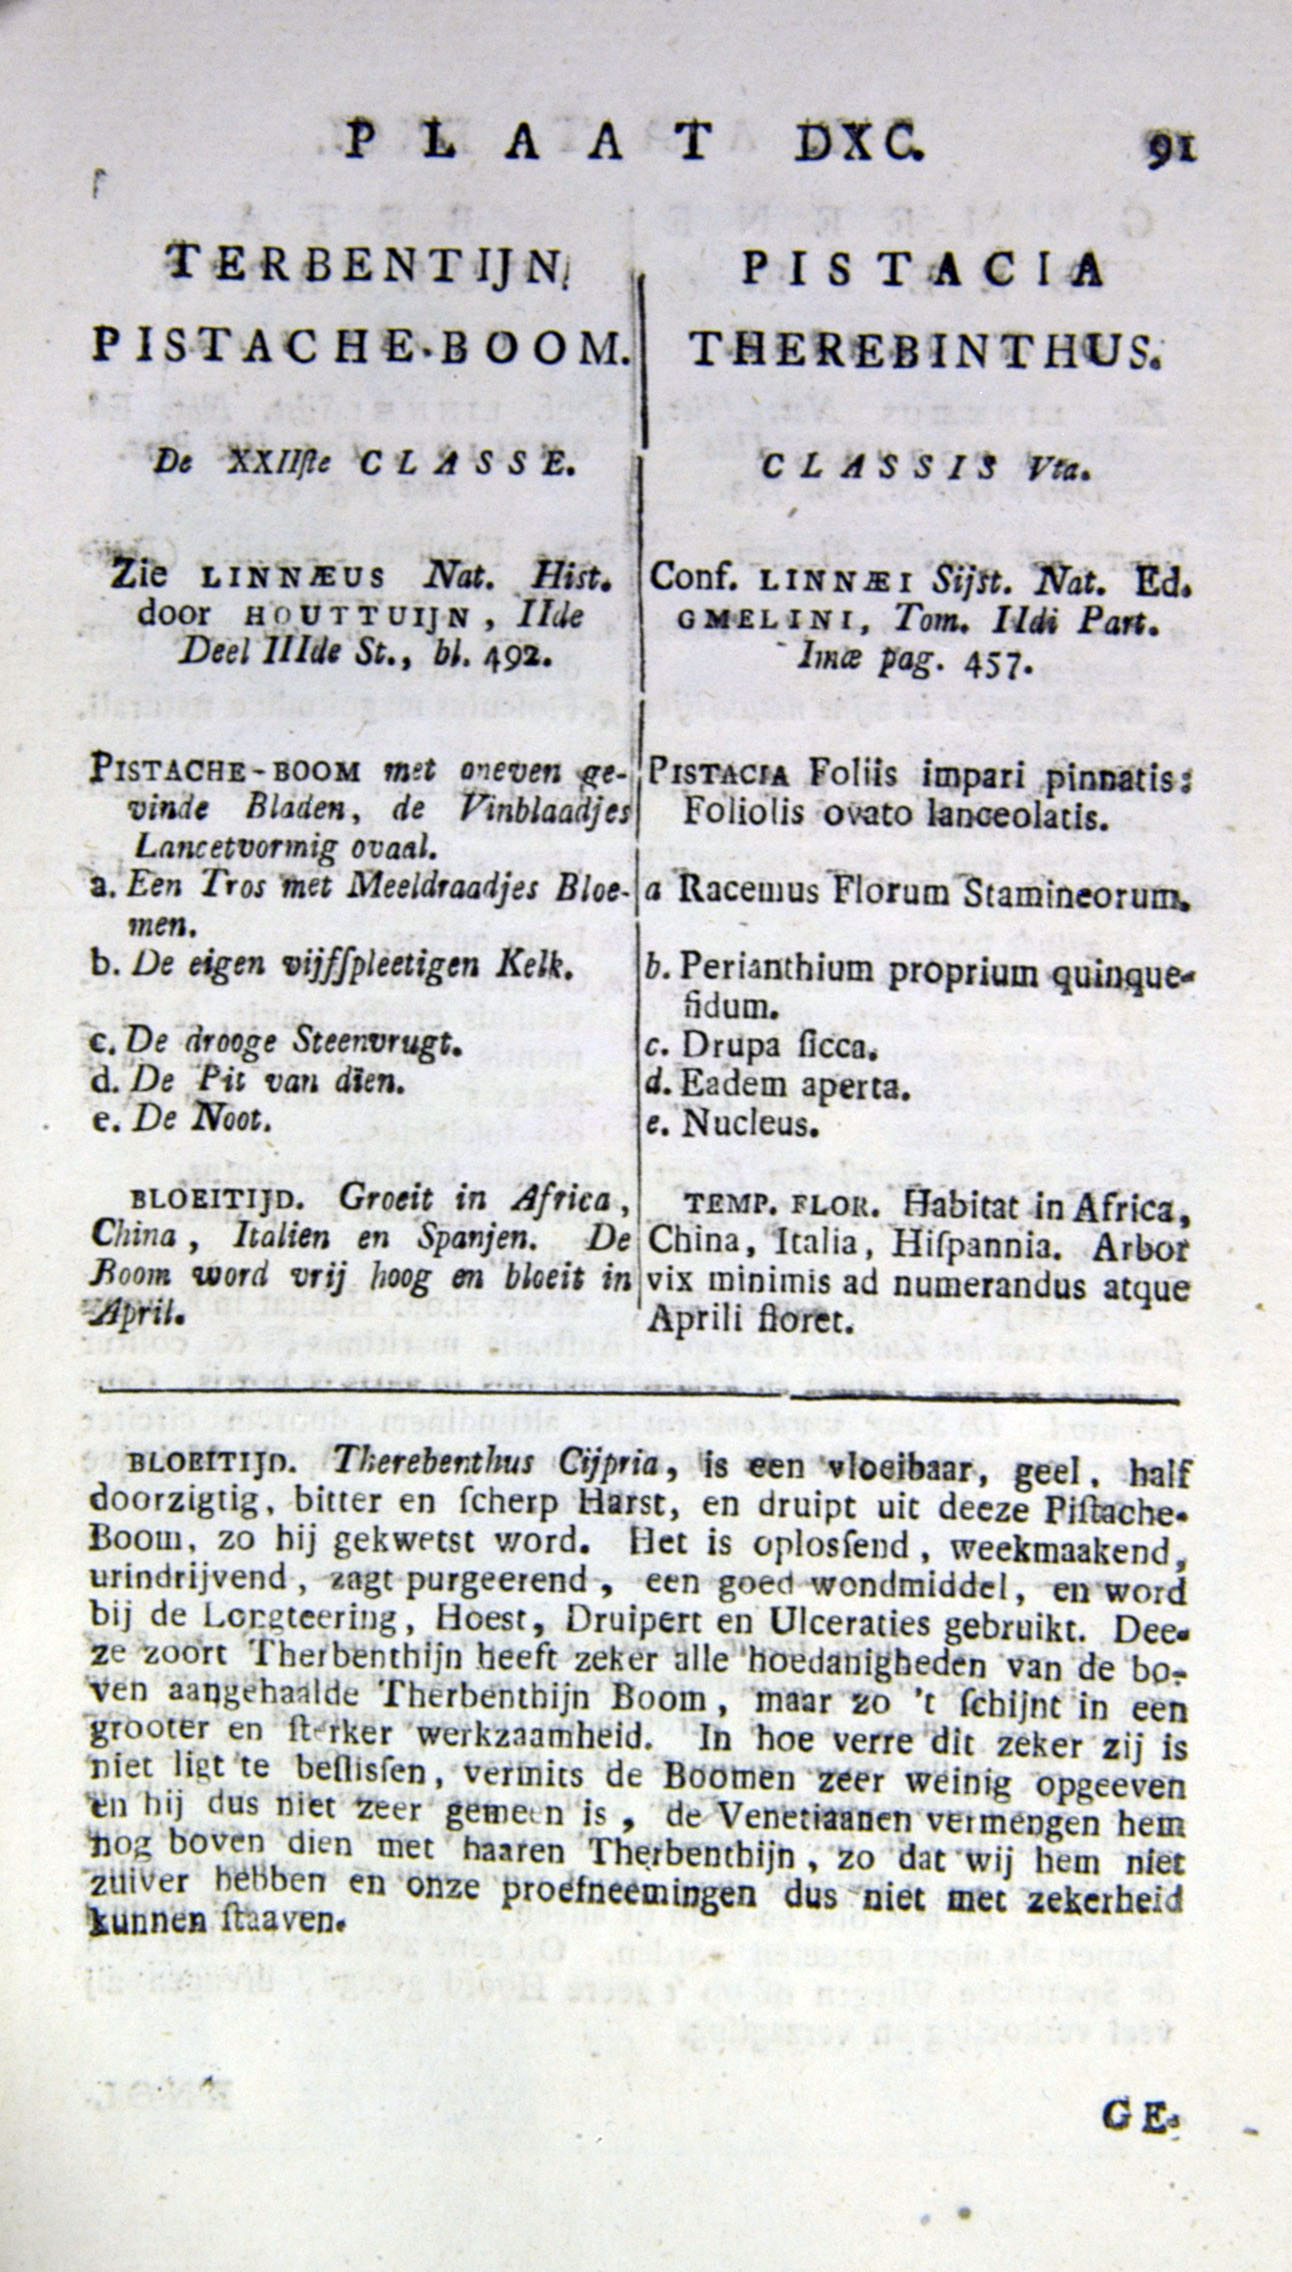 PLAAT DXC. 91
TERBENTIJN
PISTACHE-BOOM.
De XXIIſte CLASSE.
Zie LINNÆUS Nat. Hist.
door HOUTTUIJN, IIde
Deel IIIde St., bl. 492.
PISTACHE-BOOM met oneven ge-
vinde Bladen, de Vinblaadjes
Lancetvormig ovaal.
a. Een Tros met Meeldraadjes Bloe-
men.
b. De eigen vijfſpleetigen Kelk.
c. De drooge Steenvrugt.
d. De Pit van dïen.
e. De Noot.
BLOEITIJD. Groeit in Africa,
China, Italien en Spanjen. De
Boom word vrij hoog en bloeit in
April.
PISTACIA
THEREBINTHUS.
CLASSIS Vta.
Conf. LINNÆI Sijst. Nat. Ed.
GMELINI, Tom. IIdi Part.
Imæ pag. 457.
PISTACIA Foliis impari pinnatis:
Foliolis ovato lanceolatis.
a Racemus Florum Stamineorum.
b. Perianthium proprium quinque-
fidum.
c. Drupa ſicca.
d. Eadem aperta.
e. Nucleus.
TEMP. FLOR. Habitat in Africa,
China, Italia, Hiſpannia. Arbor
vix minimis ad numerandus atque
Aprili floret.
BLOEITIJD. Therebenthus Cijpria, is een vloeibaar, geel, half
doorzigtig, bitter en ſcherp Harst, en druipt uit deeze Piſtache-
Boom, zo hij gekwetst word. Het is oplosſend, weekmaakend,
urindrijvend, zagt purgeerend, een goed wondmiddel, en word
bij de Longteering, Hoest, Druipert en Ulceraties gebruikt. Dee-
ze zoort Therbenthijn heeft zeker alle hoedanigheden van de bo-
ven aangehaalde Therbenthijn Boom, maar zo 't ſchijnt in een
grooter en ſterker werkzaamheid. In hoe verre dit zeker zij is
niet ligt te beſlisſen, vermits de Boomen zeer weinig opgeeven
en hij dus niet zeer gemeen is, de Venetiaanen vermengen hem
nog boven dien met haaren Therbenthijn, zo dat wij hem niet
zuiver hebben en onze proefneemingen dus niet met zekerheid
kunnen ſtaaven.
GE-